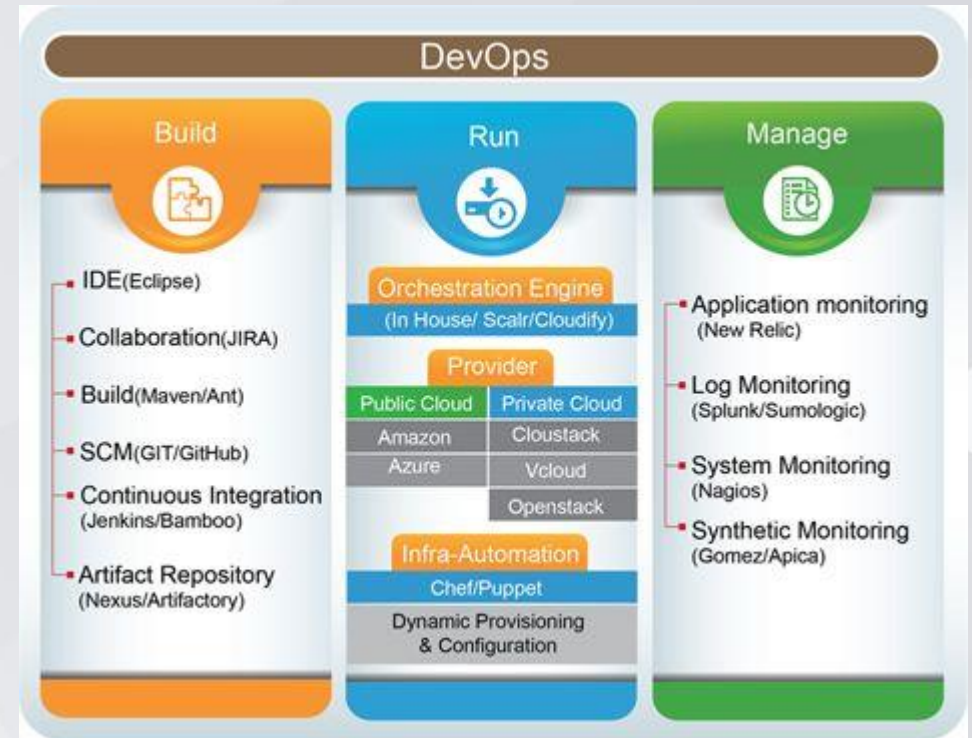 DevOps
Build
IDE(Eclipse)
Collaboration(JIRA)
Build(Maven/Ant)
SCM(GIT/GitHub)
Continuous Integration
(Jenkins/Bamboo)
Artifact Repository
(Nexus/Artifactory)
Run
Orchestration Engine
(In House/ Scalr/Cloudify)
Provider
Public Cloud Private Cloud
Amazon Cloustack
Azure Vcloud
Openstack
Infra-Automation
Chef/Puppet
Dynamic Provisioning
& Configuration
Manage
Application monitoring
(New Relic)
Log Monitoring
(Splunk/Sumologic)
System Monitoring
(Nagios)
Synthetic Monitoring
(Gomez/Apica)